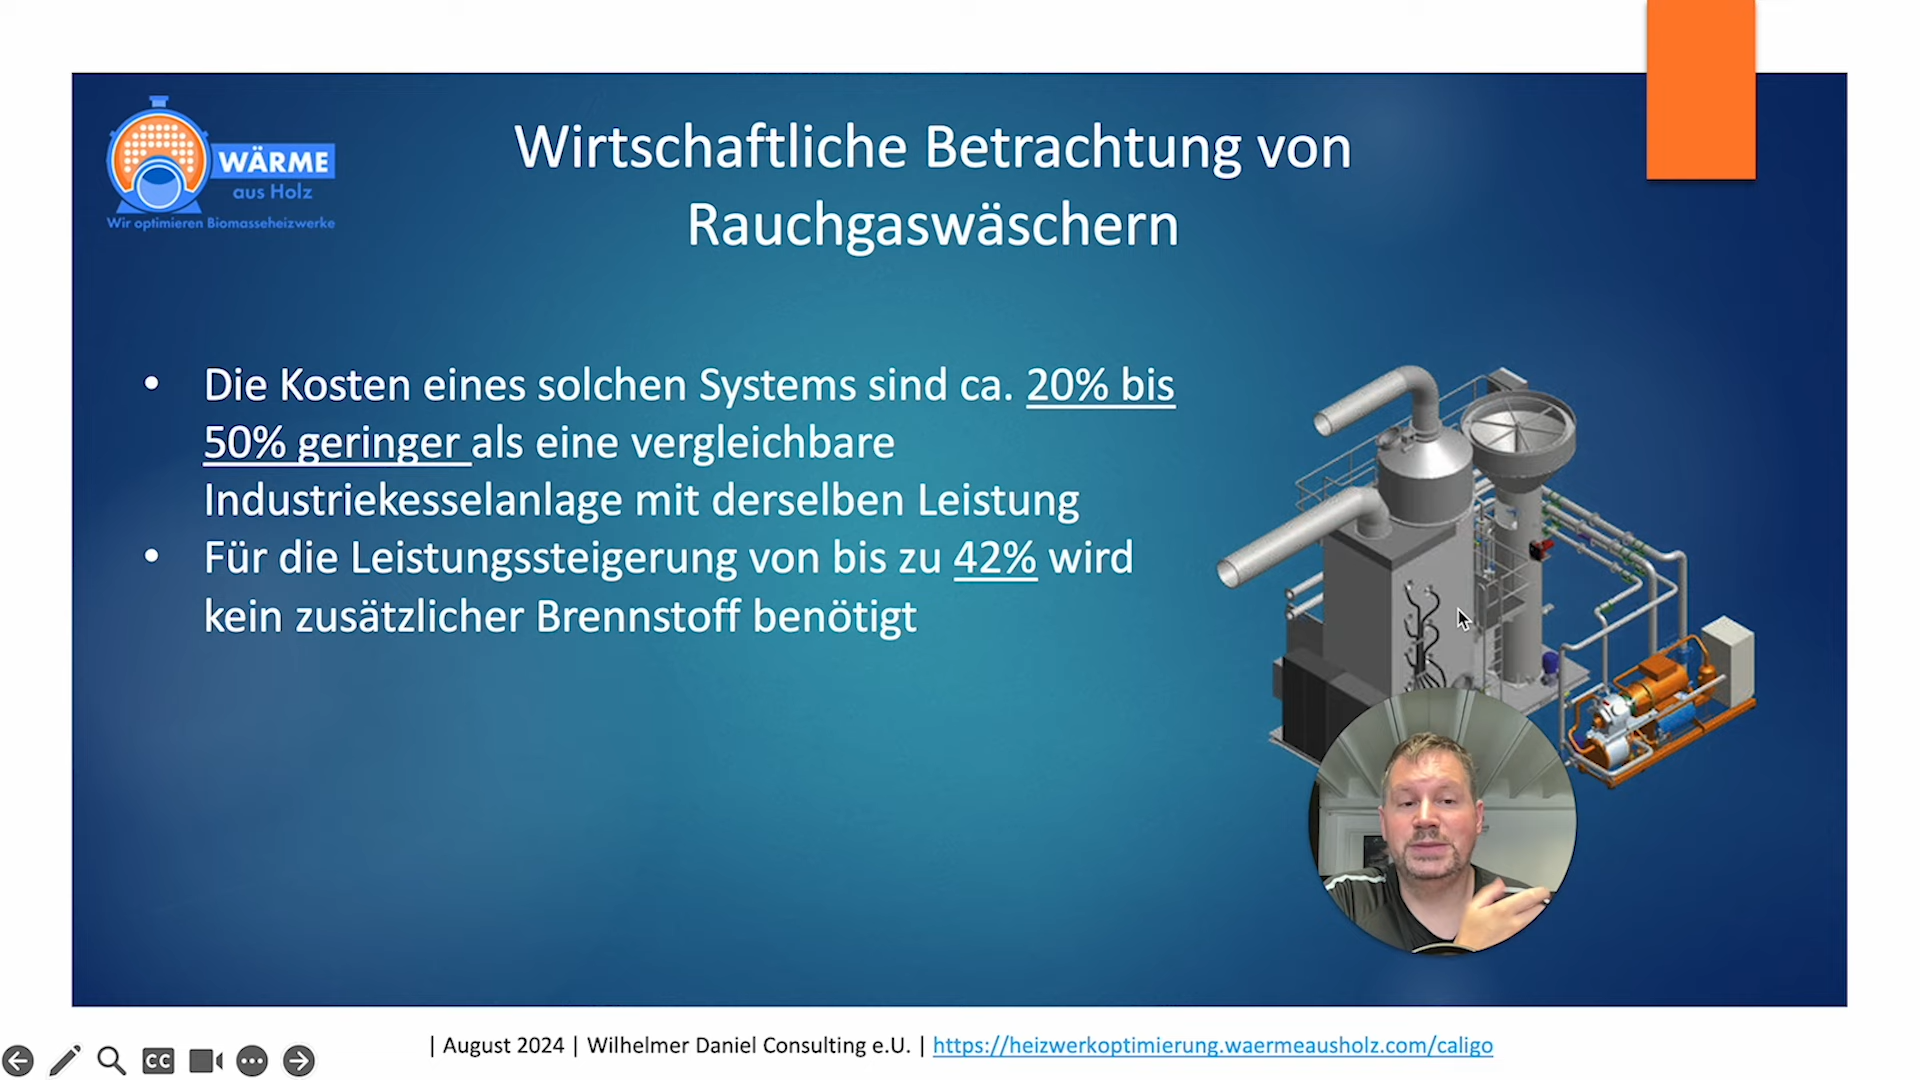 WÄRME
aus Holz
Wir optimieren Biomasseheizwerke
Wirtschaftliche Betrachtung von
Rauchgaswäschern
• Die Kosten eines solchen Systems sind ca. 20% bis
50% geringer als eine vergleichbare
Industriekesselanlage mit derselben Leistung
• Für die Leistungssteigerung von bis zu 42% wird
kein zusätzlicher Brennstoff benötigt
CC
| August 2024 | Wilhelmer Daniel Consulting e.U. | https://heizwerkoptimierung.waermeausholz.com/caligo